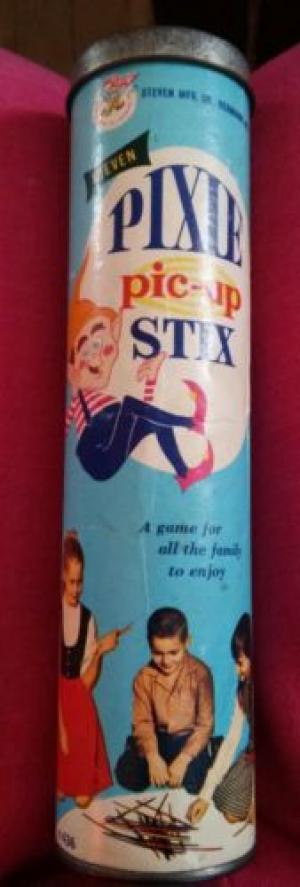 STEVEN MFG. CO.
STEVEN
PIXIE
pic-up
STIX
A game for
all the family
to enjoy